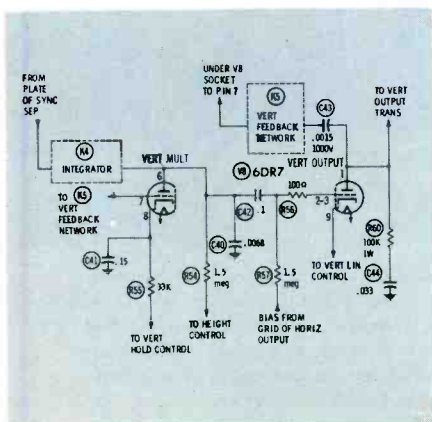 FROM
PLATE
OF SYNC
SEP
K4
INTEGRATOR
TO
K5
VERT
FEEDBACK
NETWORK
VERT MULT
6
7
8
C41
.15
R55
33K
TO VERT
HOLD CONTROL
UNDER V8
SOCKET
TO PIN 7
K5
VERT
FEEDBACK
NETWORK
C43
.0015
1000V
TO VERT
OUTPUT
TRANS
V8 6DR7
VERT OUTPUT
100Ω
R56
C42
.1
C40
.0068
R54
1.5
meg
TO HEIGHT
CONTROL
R57
1.5
meg
BIAS FROM
GRID OF HORIZ
OUTPUT
1
2-3
9
TO VERT LIN
CONTROL
R60
100K
1W
C44
.033